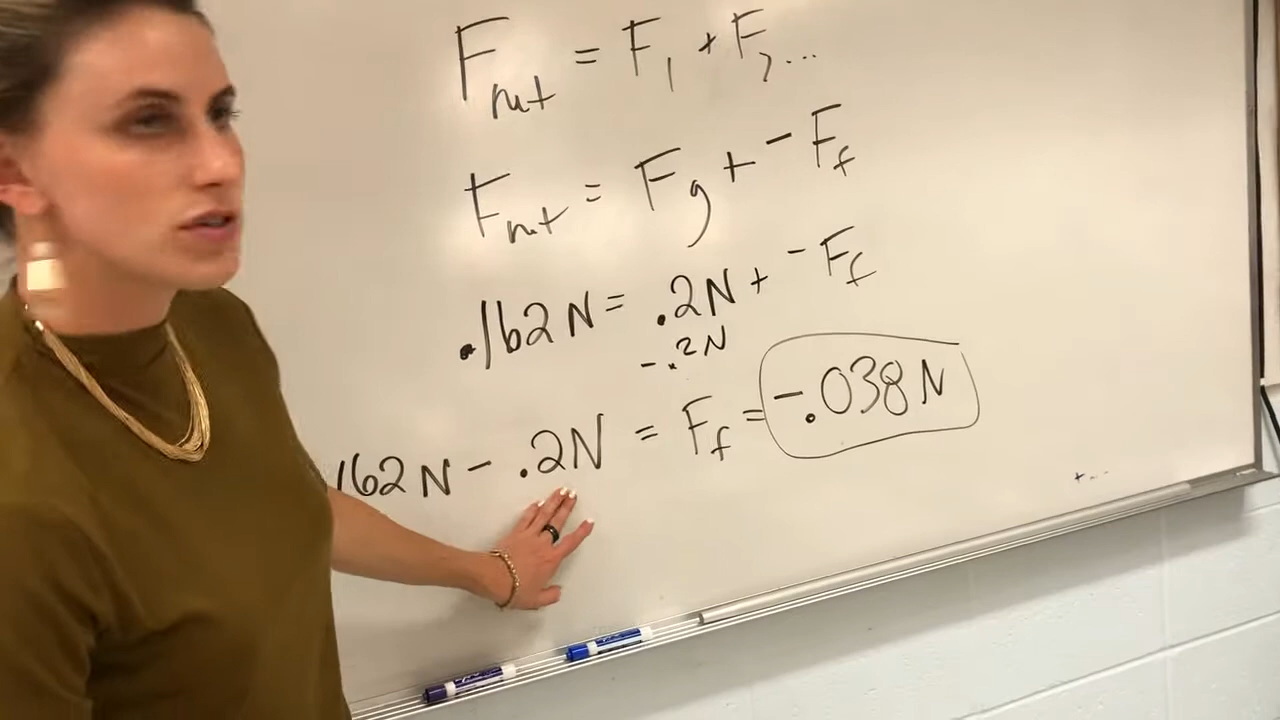 Fnet = F1 + F2...
Fnet = Fg + -Ff
.162N = .2N + -Ff
-.2N
162N - .2N = Ff = -.038N